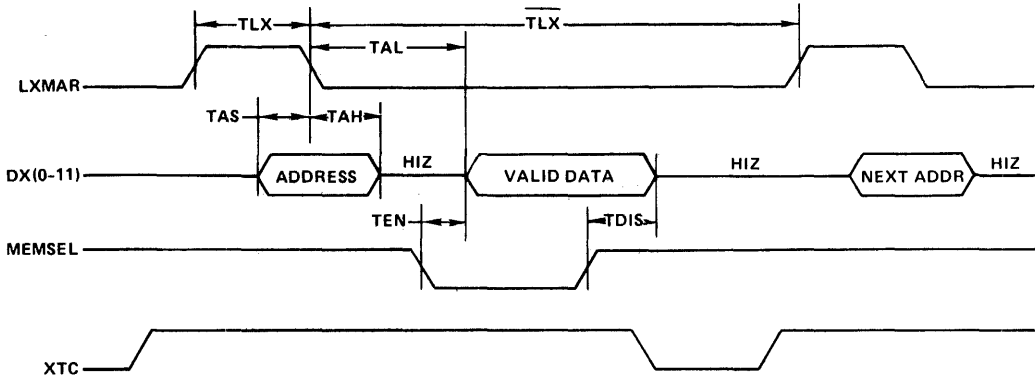 TLX
TLX
TAL
LXMAR
TAS
TAH
DX(0-11)
ADDRESS
HIZ
VALID DATA
HIZ
NEXT ADDR
HIZ
TEN
TDIS
MEMSEL
XTC